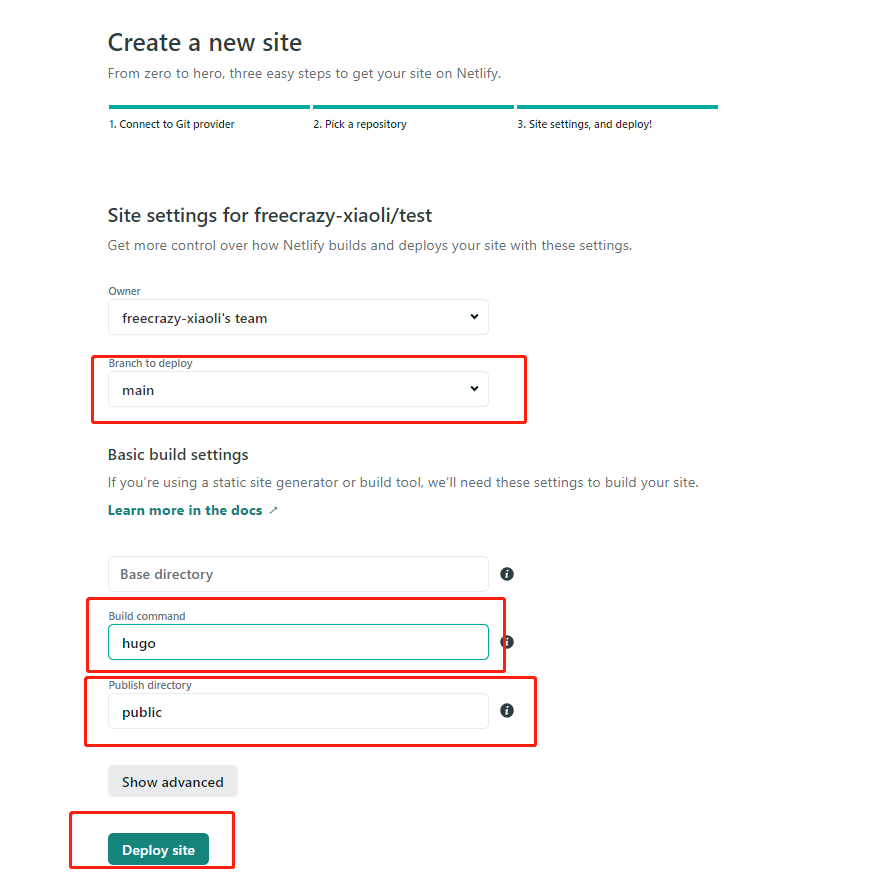 Create a new site
From zero to hero, three easy steps to get your site on Netlify.
1. Connect to Git provider
2. Pick a repository
3. Site settings, and deploy!
Site settings for freecrazy-xiaoli/test
Get more control over how Netlify builds and deploys your site with these settings.
Owner
freecrazy-xiaoli's team
Branch to deploy
main
Basic build settings
If you’re using a static site generator or build tool, we’ll need these settings to build your site.
Learn more in the docs ↗
Base directory
Build command
hugo
Publish directory
public
Show advanced
Deploy site